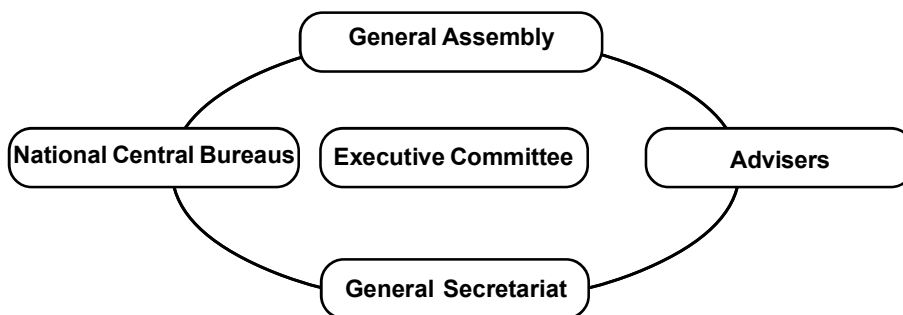 General Assembly
National Central Bureaus
Executive Committee
Advisers
General Secretariat